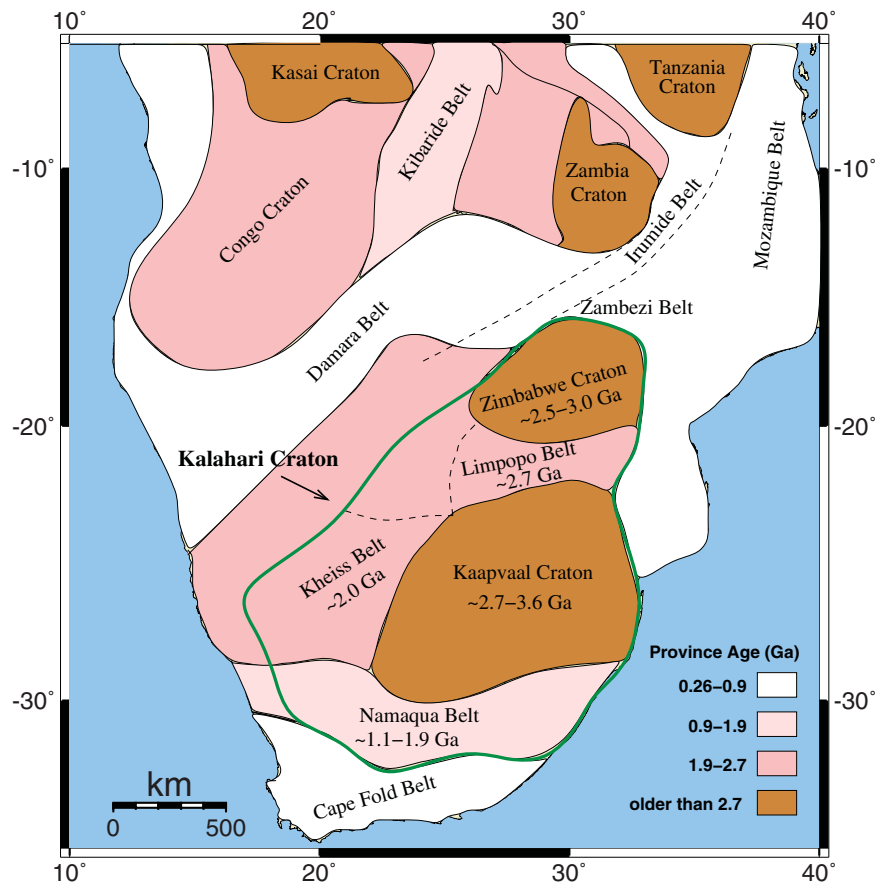 10° 20° 30° 40°
Kasai Craton
Tanzania
Craton
Kibaride Belt
-10° -10°
Zambia
Craton
Congo Craton
Irumide Belt
Mozambique Belt
Zambezi Belt
Damara Belt
Zimbabwe Craton
~2.5–3.0 Ga
-20° -20°
Kalahari Craton
Limpopo Belt
~2.7 Ga
Kheiss Belt
~2.0 Ga
Kaapvaal Craton
~2.7–3.6 Ga
Province Age (Ga)
0.26–0.9
-30° -30°
Namaqua Belt
~1.1–1.9 Ga
0.9–1.9
1.9–2.7
older than 2.7
km
0 500
Cape Fold Belt
10° 20° 30° 40°